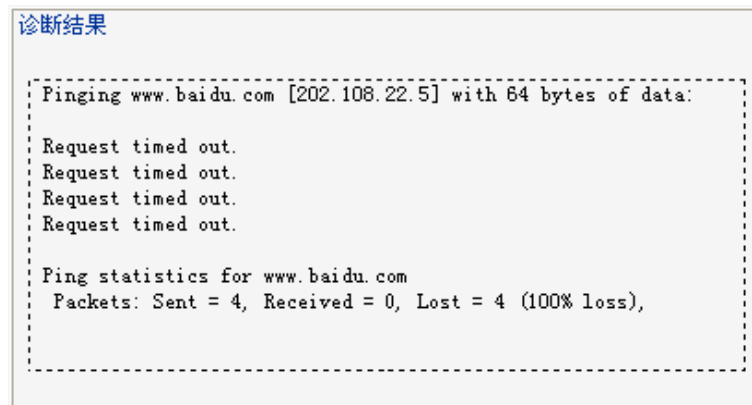 诊断结果
Pinging www.baidu.com [202.108.22.5] with 64 bytes of data:
Request timed out.
Request timed out.
Request timed out.
Request timed out.
Ping statistics for www.baidu.com
Packets: Sent = 4, Received = 0, Lost = 4 (100% loss),